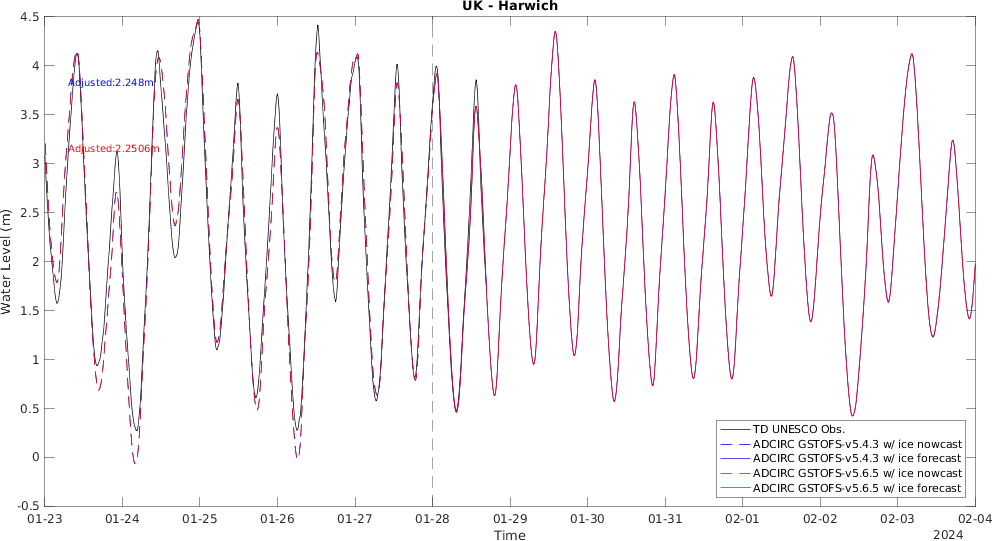 UK - Harwich
4.5
4
3.5
3
2.5
2
1.5
1
0.5
0
-0.5
Water Level (m)
Adjusted:2.248m
Adjusted:2.2506m
TD UNESCO Obs.
ADCIRC GSTOFS-v5.4.3 w/ ice nowcast
ADCIRC GSTOFS-v5.4.3 w/ ice forecast
ADCIRC GSTOFS-v5.6.5 w/ ice nowcast
ADCIRC GSTOFS-v5.6.5 w/ ice forecast
01-23 01-24 01-25 01-26 01-27 01-28 01-29 01-30 01-31 02-01 02-02 02-03 02-04
Time
2024